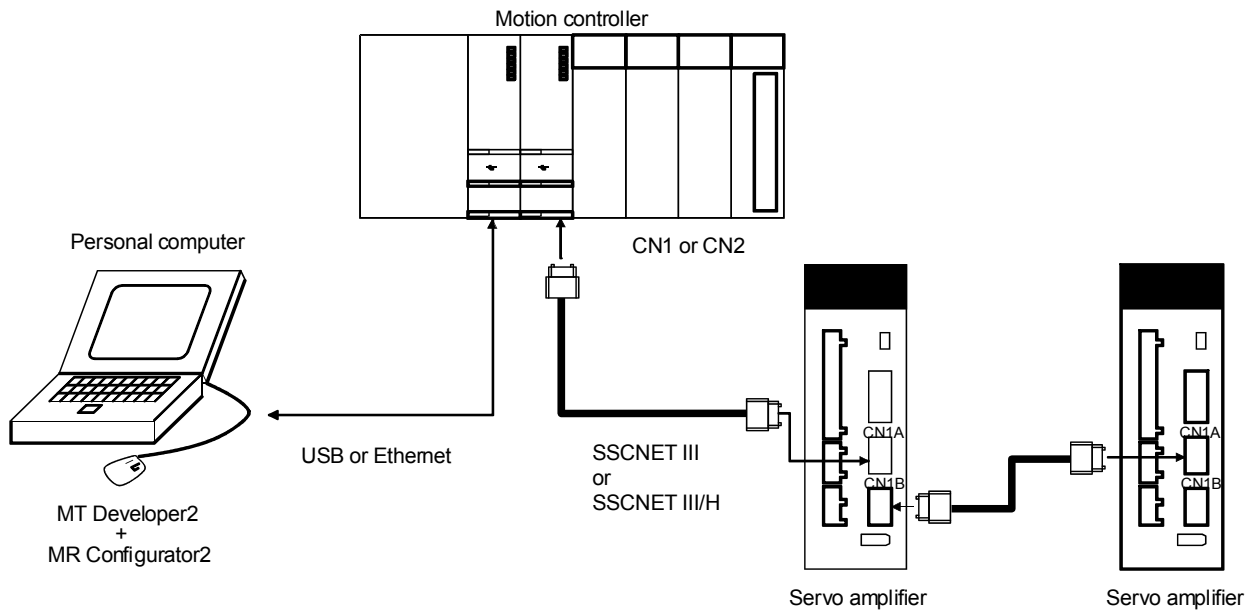 Motion controller
Personal computer
CN1 or CN2
USB or Ethernet
SSCNET III
or
SSCNET III/H
MT Developer2
+
MR Configurator2
CN1A
CN1B
Servo amplifier
CN1A
CN1B
Servo amplifier